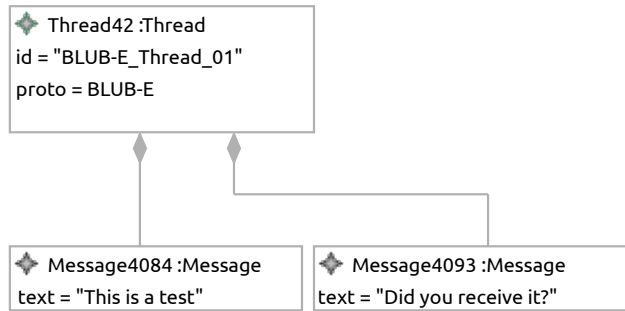 Thread42 :Thread
id = "BLUB-E_Thread_01"
proto = BLUB-E
Message4084 :Message
text = "This is a test"
Message4093 :Message
text = "Did you receive it?"